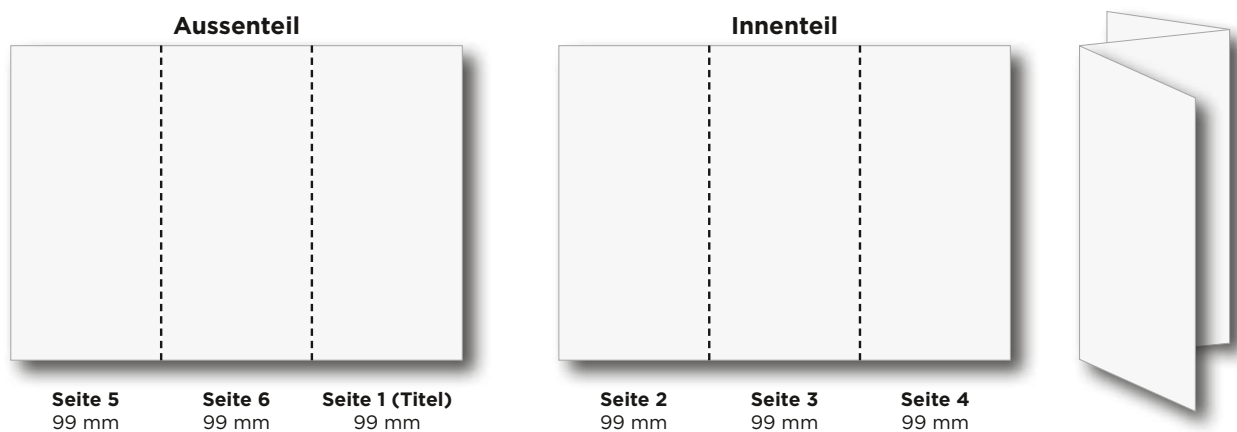 Aussenteil
Innenteil
Seite 5
99 mm
Seite 6
99 mm
Seite 1 (Titel)
99 mm
Seite 2
99 mm
Seite 3
99 mm
Seite 4
99 mm